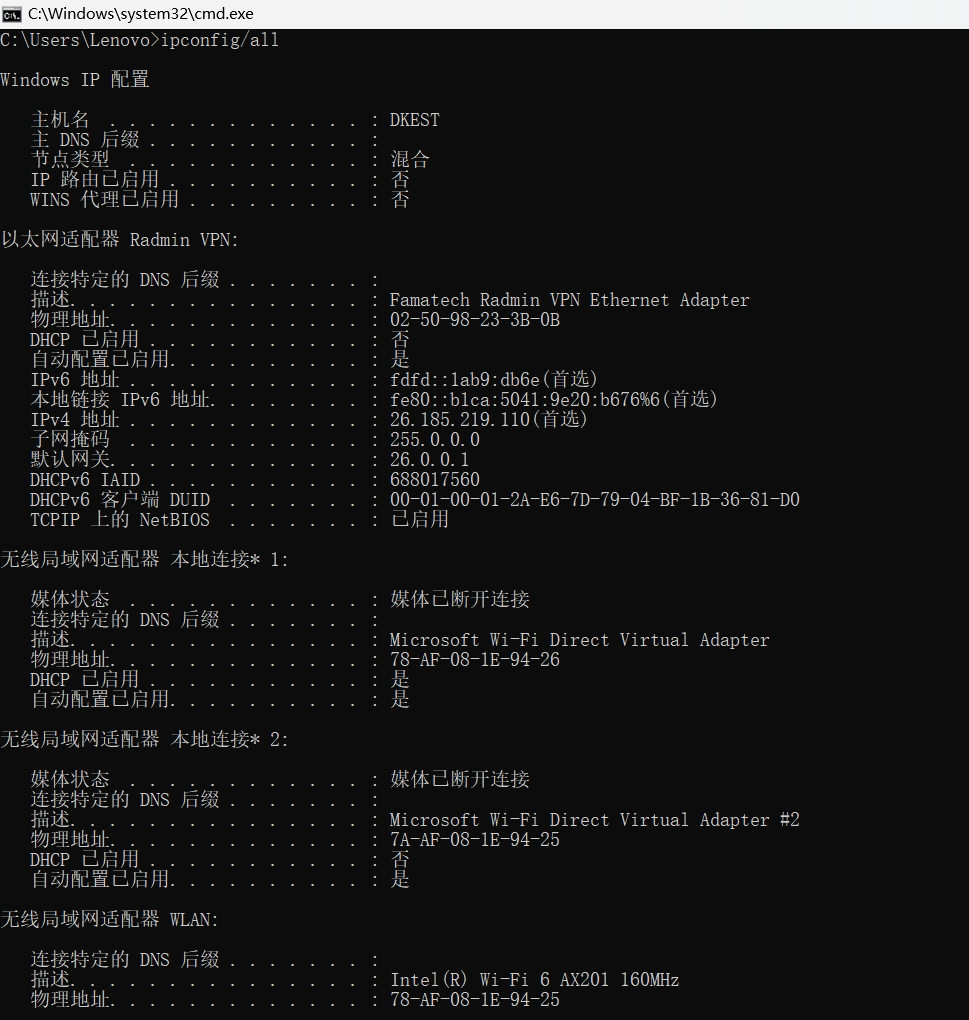 C:\Windows\system32\cmd.exe
C:\Users\Lenovo>ipconfig/all
Windows IP 配置
主机名 . . . . . . . . . . . . . : DKEST
主 DNS 后缀 . . . . . . . . . . . :
节点类型 . . . . . . . . . . . . : 混合
IP 路由已启用 . . . . . . . . . . : 否
WINS 代理已启用 . . . . . . . . . : 否
以太网适配器 Radmin VPN:
连接特定的 DNS 后缀 . . . . . . . :
描述. . . . . . . . . . . . . . . : Famatech Radmin VPN Ethernet Adapter
物理地址. . . . . . . . . . . . . : 02-50-98-23-3B-0B
DHCP 已启用 . . . . . . . . . . . : 否
自动配置已启用. . . . . . . . . . : 是
IPv6 地址 . . . . . . . . . . . . : fdfd::1ab9:db6e(首选)
本地链接 IPv6 地址. . . . . . . . : fe80::b1ca:5041:9e20:b676%6(首选)
IPv4 地址 . . . . . . . . . . . . : 26.185.219.110(首选)
子网掩码 . . . . . . . . . . . . : 255.0.0.0
默认网关. . . . . . . . . . . . . : 26.0.0.1
DHCPv6 IAID . . . . . . . . . . . : 688017560
DHCPv6 客户端 DUID . . . . . . . : 00-01-00-01-2A-E6-7D-79-04-BF-1B-36-81-D0
TCPIP 上的 NetBIOS . . . . . . . : 已启用
无线局域网适配器 本地连接* 1:
媒体状态 . . . . . . . . . . . . : 媒体已断开连接
连接特定的 DNS 后缀 . . . . . . . :
描述. . . . . . . . . . . . . . . : Microsoft Wi-Fi Direct Virtual Adapter
物理地址. . . . . . . . . . . . . : 78-AF-08-1E-94-26
DHCP 已启用 . . . . . . . . . . . : 是
自动配置已启用. . . . . . . . . . : 是
无线局域网适配器 本地连接* 2:
媒体状态 . . . . . . . . . . . . : 媒体已断开连接
连接特定的 DNS 后缀 . . . . . . . :
描述. . . . . . . . . . . . . . . : Microsoft Wi-Fi Direct Virtual Adapter #2
物理地址. . . . . . . . . . . . . : 7A-AF-08-1E-94-25
DHCP 已启用 . . . . . . . . . . . : 否
自动配置已启用. . . . . . . . . . : 是
无线局域网适配器 WLAN:
连接特定的 DNS 后缀 . . . . . . . :
描述. . . . . . . . . . . . . . . : Intel(R) Wi-Fi 6 AX201 160MHz
物理地址. . . . . . . . . . . . . : 78-AF-08-1E-94-25